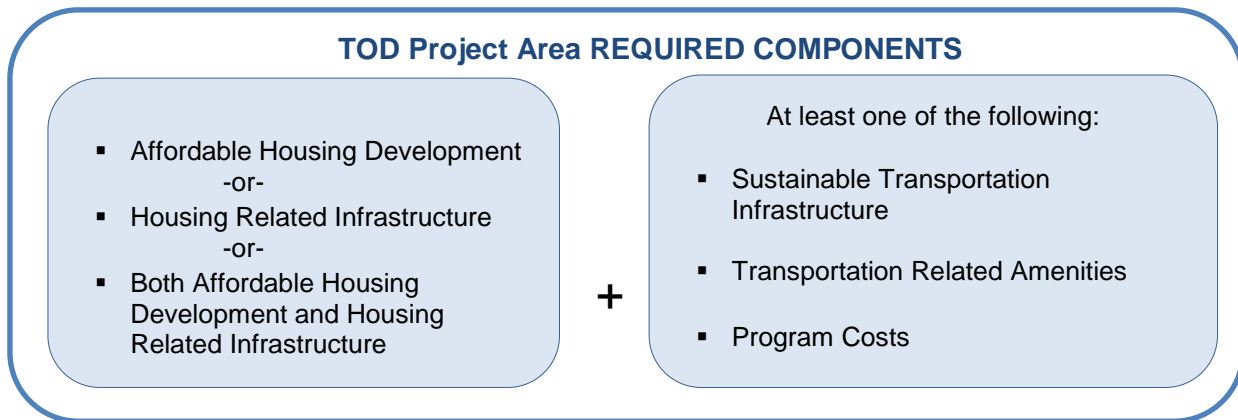 TOD Project Area REQUIRED COMPONENTS
▪ Affordable Housing Development
-or-
▪ Housing Related Infrastructure
-or-
▪ Both Affordable Housing
Development and Housing
Related Infrastructure
+
At least one of the following:
▪ Sustainable Transportation
Infrastructure
▪ Transportation Related Amenities
▪ Program Costs